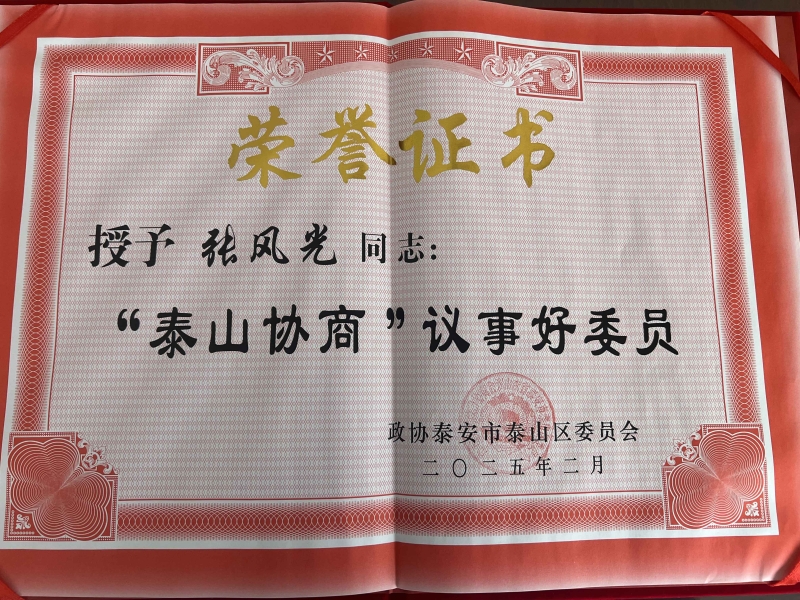 荣誉证书
授予 张风光 同志：
“泰山协商”议事好委员
政协泰安市泰山区委员会
二〇二五年二月